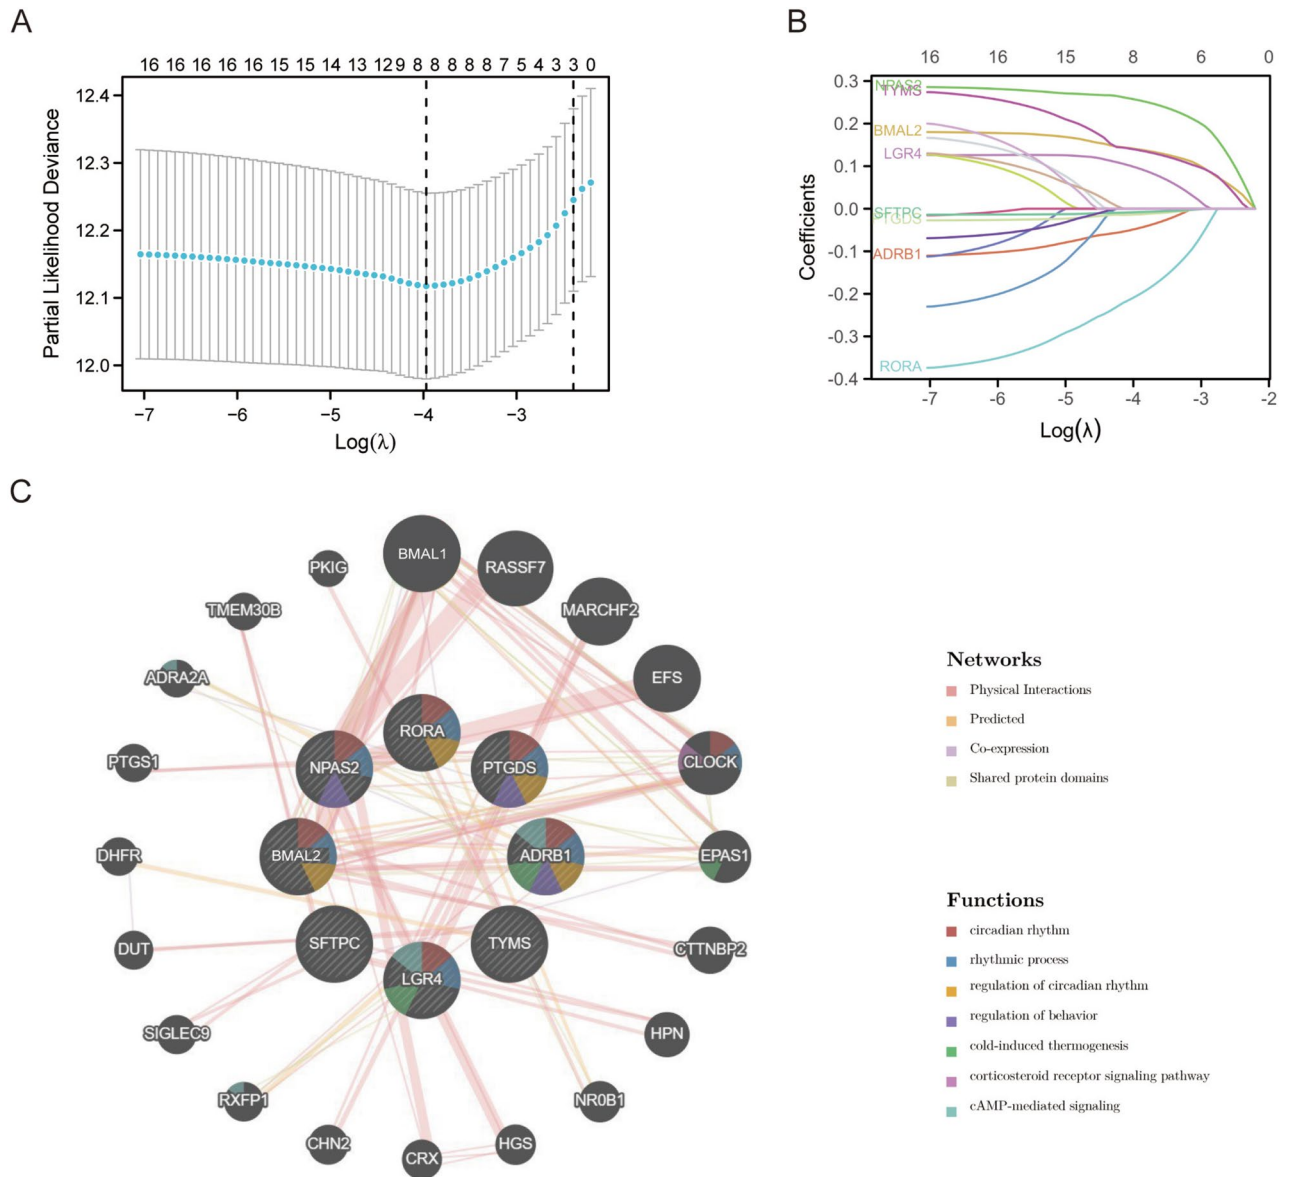 A
16 16 16 16 16 15 15 14 13 12 9 8 8 8 8 8 7 5 4 3 3 0
12.4
12.3
12.2
12.1
12.0
Partial Likelihood Deviance
−7 −6 −5 −4 −3
Log(λ)
B
16 16 15 8 6 0
0.3
0.2
0.1
0.0
-0.1
-0.2
-0.3
-0.4
Coefficients
NPAS2
TYMS
BMAL2
LGR4
SFTPC
PTGDS
ADRB1
RORA
-7 -6 -5 -4 -3 -2
Log(λ)
C
BMAL1
RASSF7
PKIG
MARCHF2
TMEM30B
EFS
ADRA2A
RORA
NPAS2
PTGDS
CLOCK
PTGS1
BMAL2
ADRB1
EPAS1
DHFR
SFTPC
TYMS
CTTNBP2
DUT
LGR4
SIGLEC9
HPN
RXFP1
NR0B1
CHN2
CRX
HGS
Networks
Physical Interactions
Predicted
Co-expression
Shared protein domains
Functions
circadian rhythm
rhythmic process
regulation of circadian rhythm
regulation of behavior
cold-induced thermogenesis
corticosteroid receptor signaling pathway
cAMP-mediated signaling